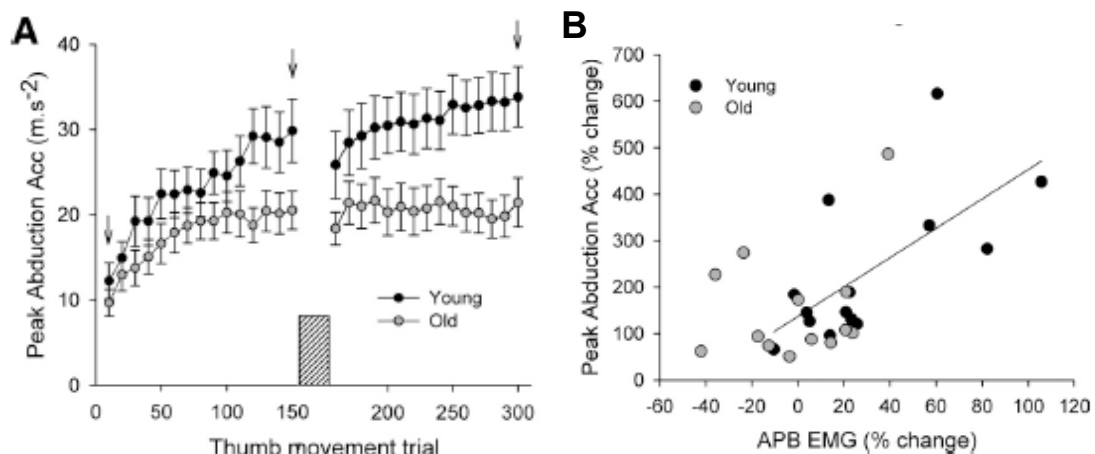 A
Peak Abduction Acc (m.s-2)
40
30
20
10
0
Young
Old
0 50 100 150 200 250 300
Thumb movement trial
B
Peak Abduction Acc (% change)
700
600
500
400
300
200
100
0
Young
Old
-60 -40 -20 0 20 40 60 80 100 120
APB EMG (% change)